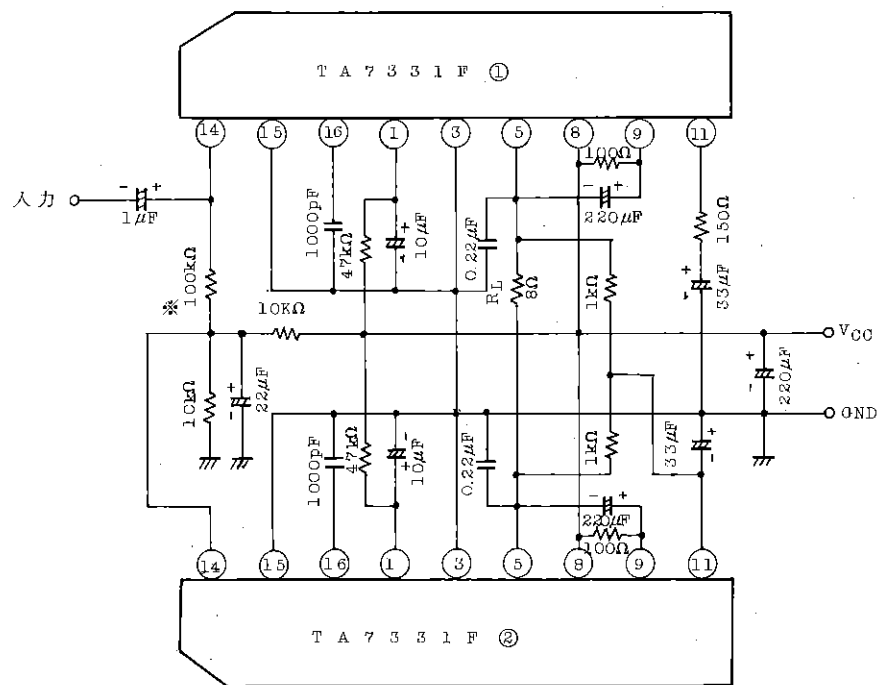 TA7331F ①
14 15 16 1 3 5 8 9 11
100Ω
入力
- +
1μF
- +
220μF
1000pF
47kΩ
+
10μF
-
0.22μF
150Ω
※ 100kΩ
RL
8Ω
1kΩ
+
33μF
-
10KΩ
VCC
10kΩ
+
22μF
-
+
220μF
-
GND
1000pF
47kΩ
-
10μF
+
0.22μF
1kΩ
33μF
+
-
- +
220μF
100Ω
14 15 16 1 3 5 8 9 11
TA7331F ②